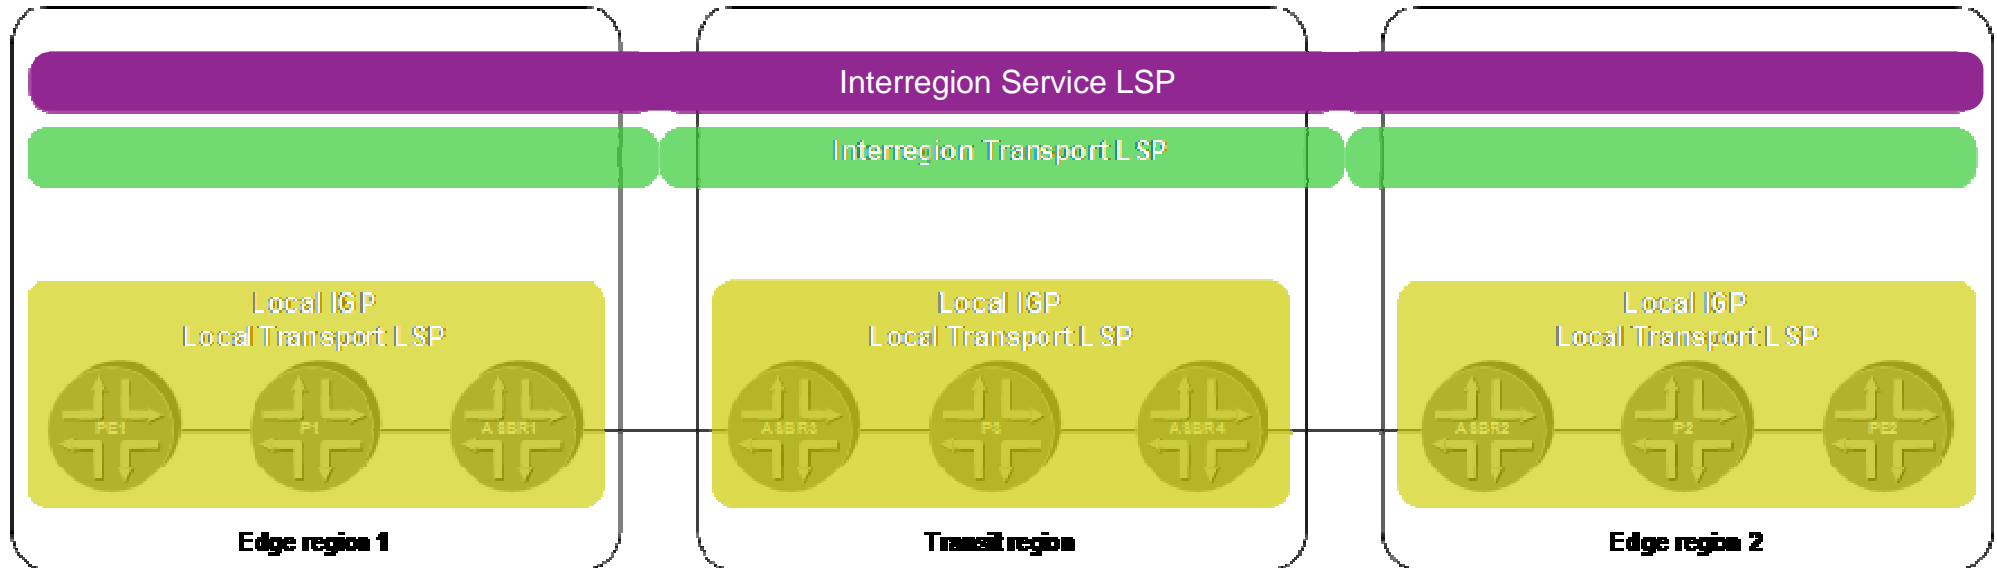 Interregion Service LSP
Interregion Transport LSP
Local IGP
Local Transport LSP
Local IGP
Local Transport LSP
Local IGP
Local Transport LSP
PE1
P1
ASBR1
ASBR3
P3
ASBR4
ASBR2
P2
PE2
Edge region 1
Transit region
Edge region 2